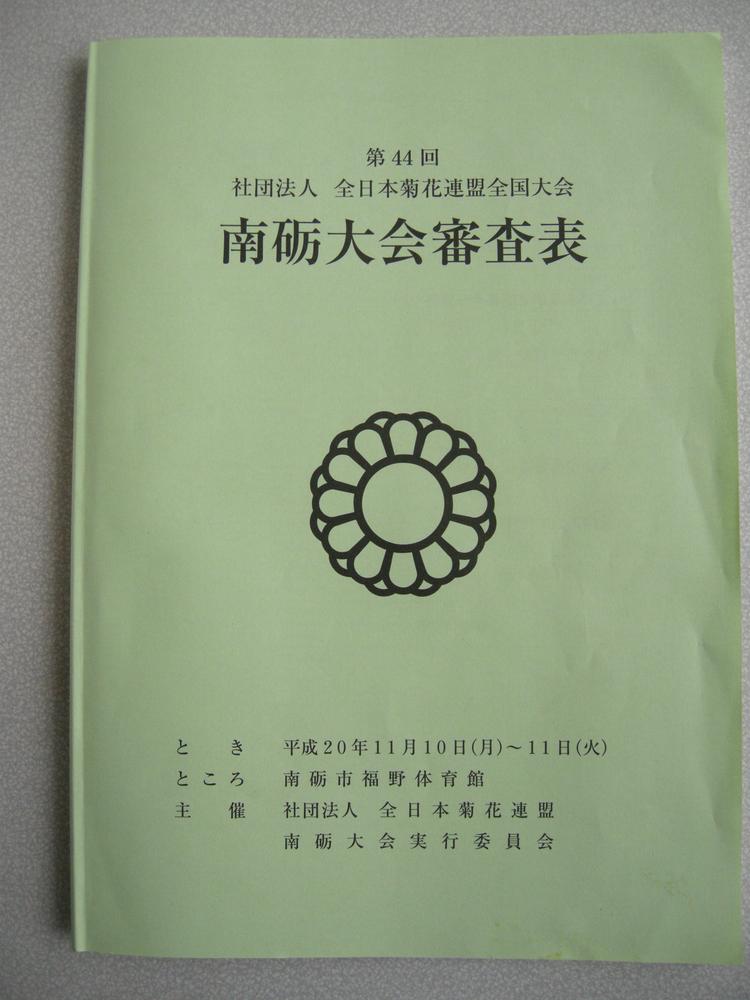 第44回
社団法人 全日本菊花連盟全国大会
南砺大会審査表
とき 平成20年11月10日(月)～11日(火)
ところ 南砺市福野体育館
主催 社団法人 全日本菊花連盟
南砺大会実行委員会